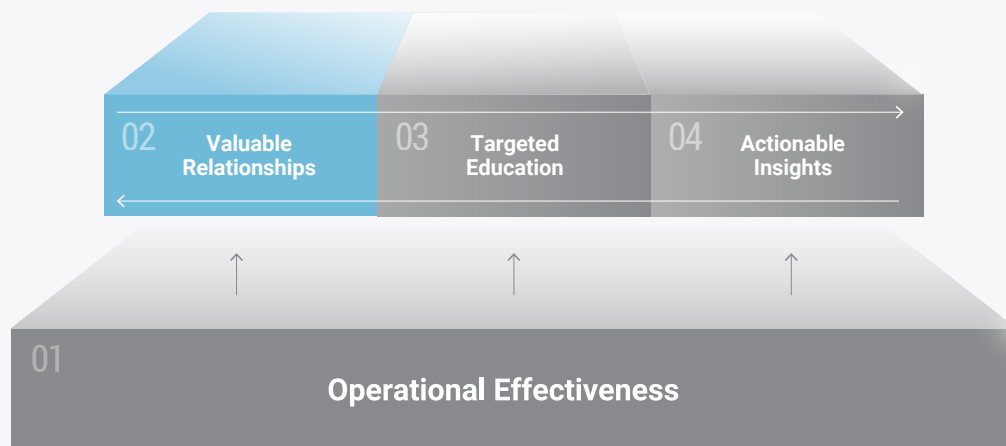 02
Valuable
Relationships
03
Targeted
Education
04
Actionable
Insights
01
Operational Effectiveness